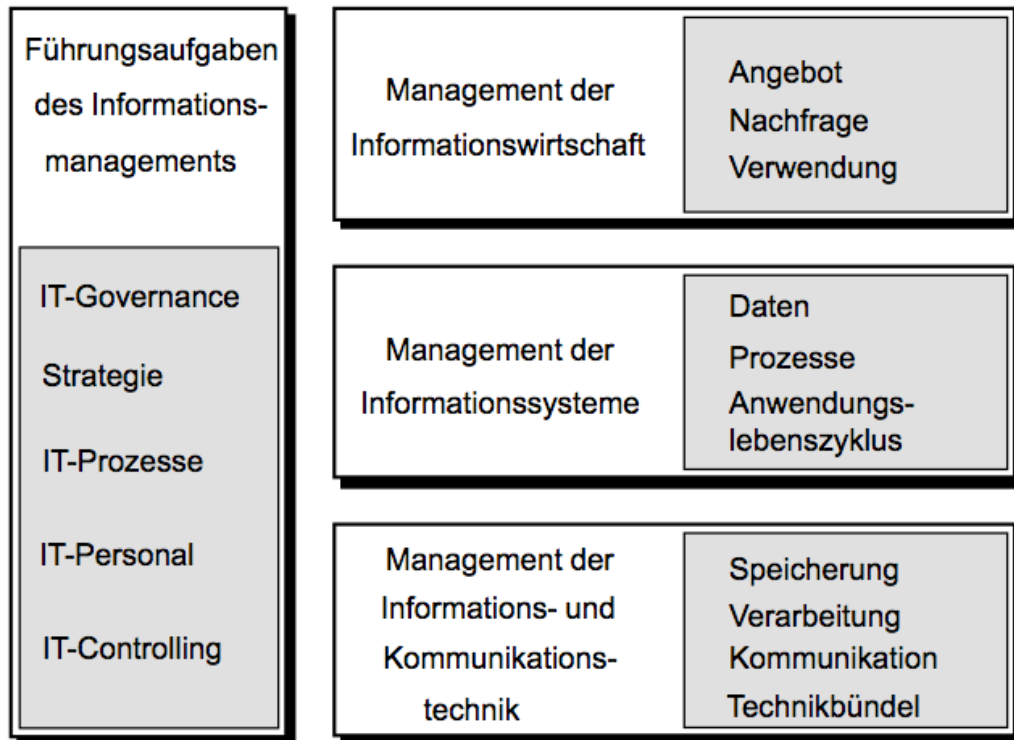 Führungsaufgaben
des Informations-
managements
IT-Governance
Strategie
IT-Prozesse
IT-Personal
IT-Controlling
Management der
Informationswirtschaft
Angebot
Nachfrage
Verwendung
Management der
Informationssysteme
Daten
Prozesse
Anwendungs-
lebenszyklus
Management der
Informations- und
Kommunikations-
technik
Speicherung
Verarbeitung
Kommunikation
Technikbündel